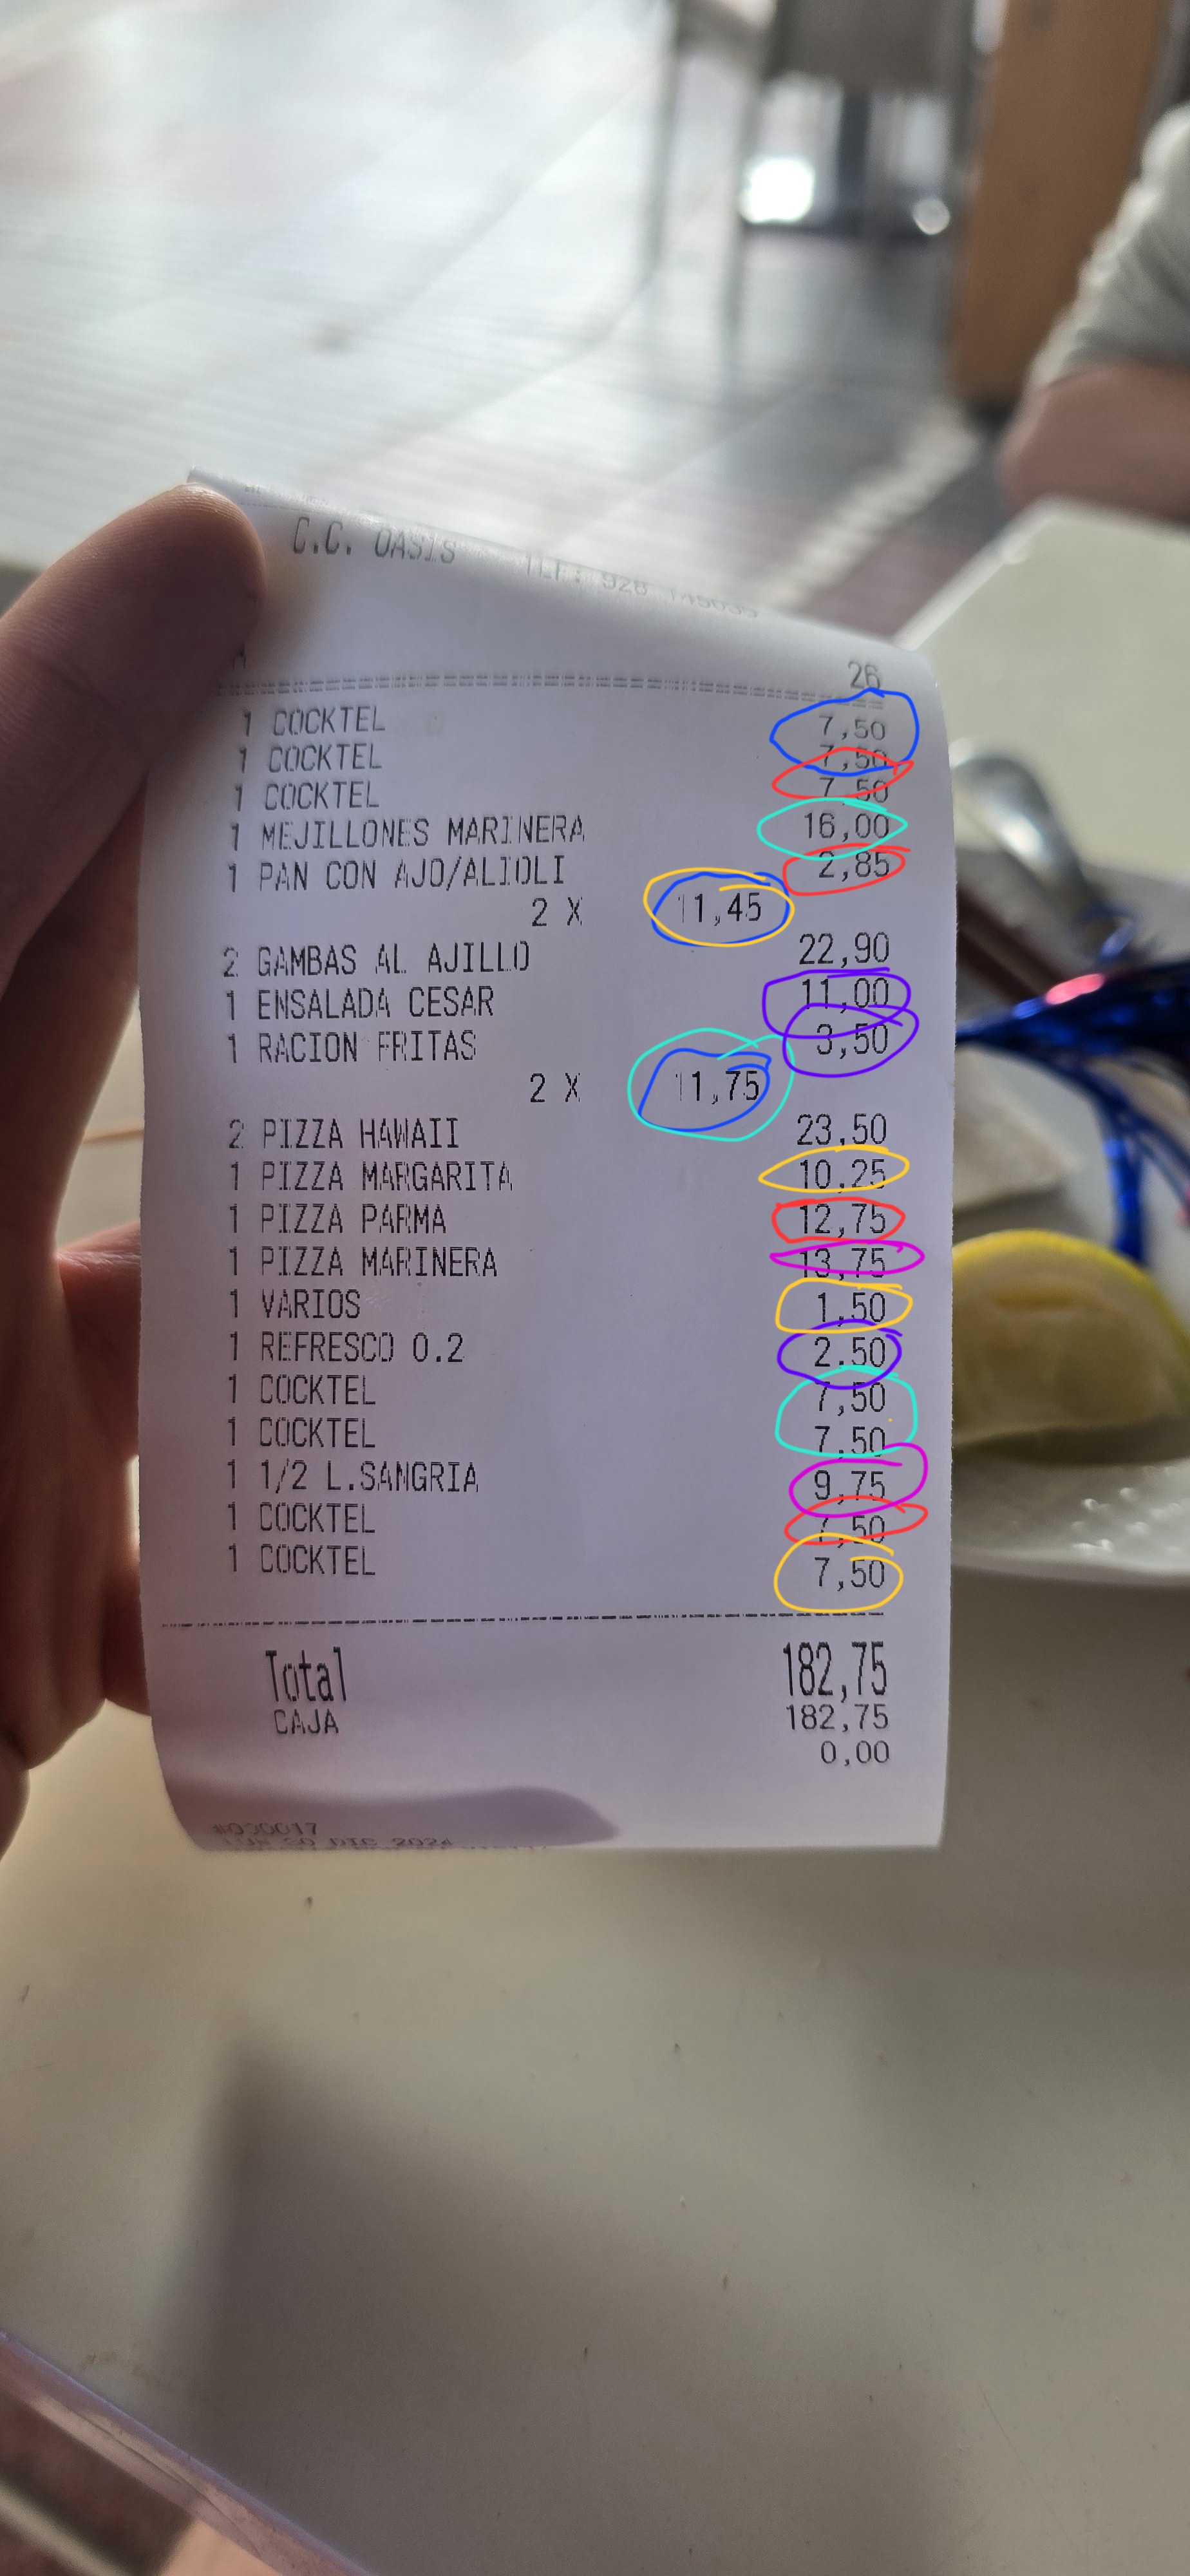 C.C. OASIS TLF: 928
26
1 COCKTEL 7,50
1 COCKTEL 7,50
1 COCKTEL 7,50
1 MEJILLONES MARINERA 16,00
1 PAN CON AJO/ALIOLI 2,85
2 X 11,45
2 GAMBAS AL AJILLO 22,90
1 ENSALADA CESAR 11,00
1 RACION FRITAS 3,50
2 X 11,75
2 PIZZA HAWAII 23,50
1 PIZZA MARGARITA 10,25
1 PIZZA PARMA 12,75
1 PIZZA MARINERA 13,75
1 VARIOS 1,50
1 REFRESCO 0.2 2,50
1 COCKTEL 7,50
1 COCKTEL 7,50
1 1/2 L.SANGRIA 9,75
1 COCKTEL 7,50
1 COCKTEL 7,50
Total 182,75
CAJA 182,75
0,00
#030017
LUN 30 DIC 2024